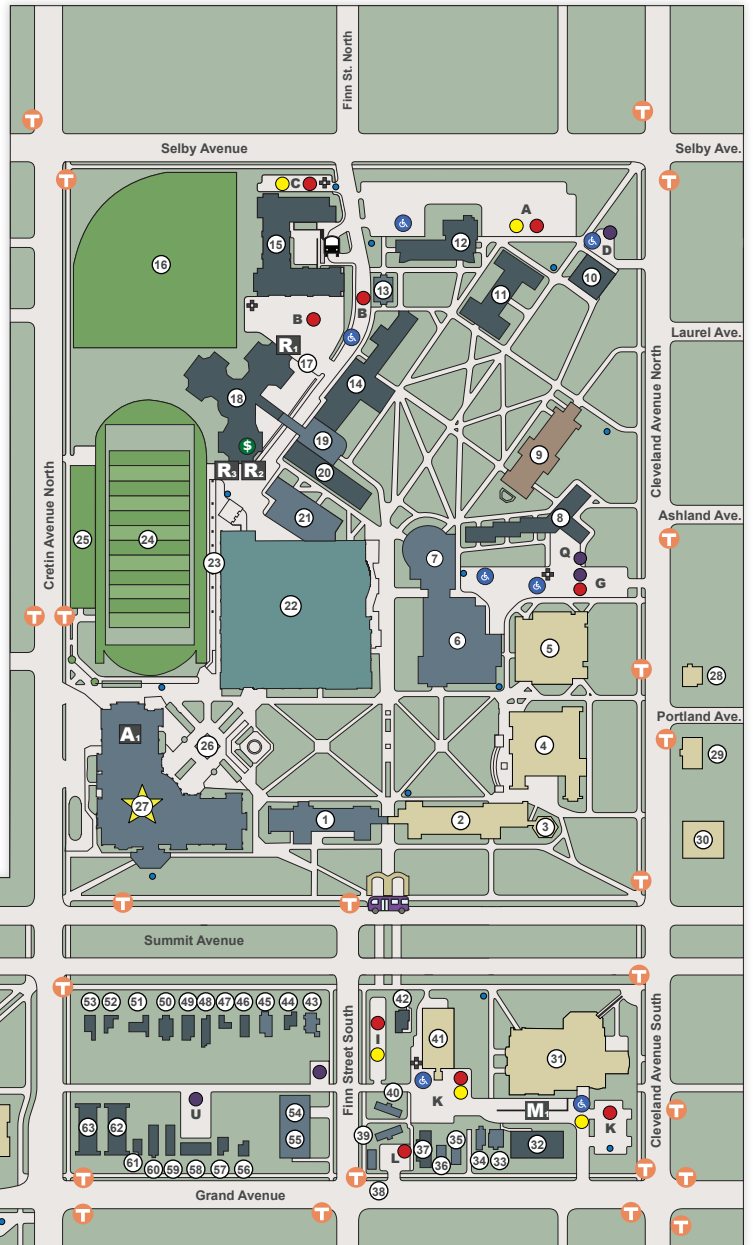 Finn St. North
T
T
Selby Avenue
Selby Ave.
T
T
C
A
D
15
12
16
10
13
11
B
B
Laurel Ave.
R1
17
14
18
Cleveland Avenue North
19
$
9
R3
R2
20
Cretin Avenue North
21
8
Ashland Ave.
25
24
T
7
Q
23
G
22
T
T
6
5
T
28
Portland Ave.
A1
T
26
4
29
27
1
2
3
30
T
T
T
Summit Avenue
T
T
53
52
51
50
49
48
47
46
45
44
43
42
I
41
31
Finn Street South
Cleveland Avenue South
40
K
M
K
U
54
T
63
62
55
39
37
35
32
61
60
59
58
57
56
L
36
34
33
T
T
T
T
38
Grand Avenue
T
T
T
T